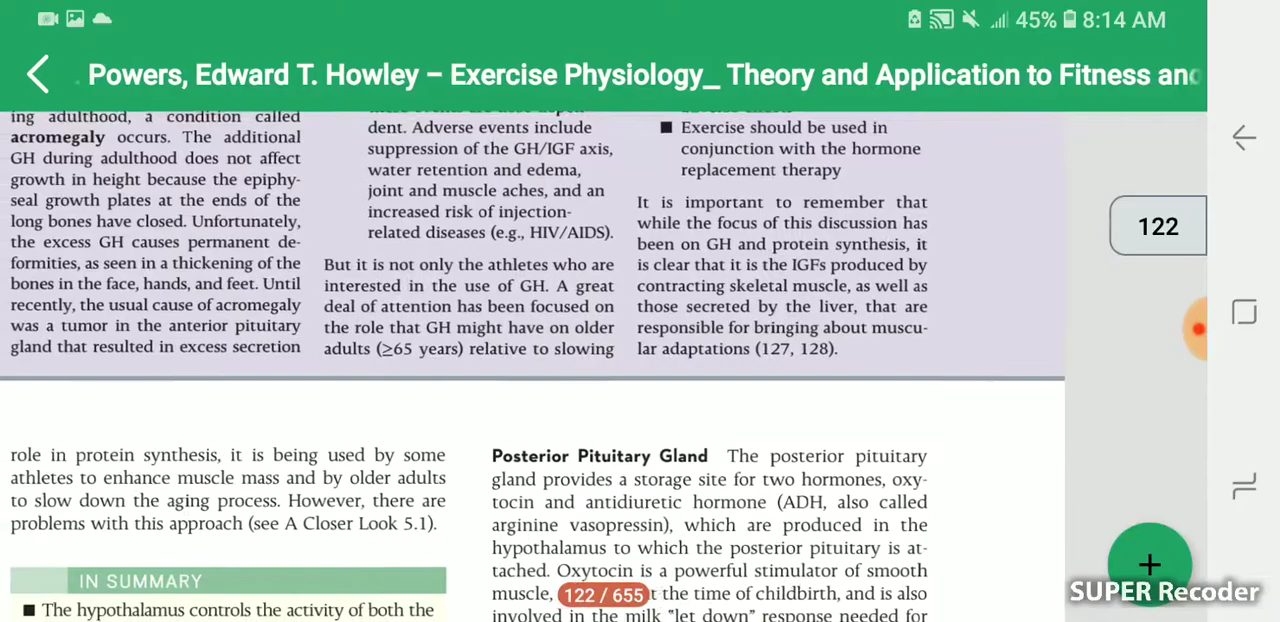 45% 8:14 AM
Powers, Edward T. Howley – Exercise Physiology_ Theory and Application to Fitness and
ing adulthood, a condition called
acromegaly occurs. The additional
GH during adulthood does not affect
growth in height because the epiphy-
seal growth plates at the ends of the
long bones have closed. Unfortunately,
the excess GH causes permanent de-
formities, as seen in a thickening of the
bones in the face, hands, and feet. Until
recently, the usual cause of acromegaly
was a tumor in the anterior pituitary
gland that resulted in excess secretion
dent. Adverse events include
suppression of the GH/IGF axis,
water retention and edema,
joint and muscle aches, and an
increased risk of injection-
related diseases (e.g., HIV/AIDS).
But it is not only the athletes who are
interested in the use of GH. A great
deal of attention has been focused on
the role that GH might have on older
adults (≥65 years) relative to slowing
■ Exercise should be used in
conjunction with the hormone
replacement therapy
It is important to remember that
while the focus of this discussion has
been on GH and protein synthesis, it
is clear that it is the IGFs produced by
contracting skeletal muscle, as well as
those secreted by the liver, that are
responsible for bringing about muscu-
lar adaptations (127, 128).
122
role in protein synthesis, it is being used by some
athletes to enhance muscle mass and by older adults
to slow down the aging process. However, there are
problems with this approach (see A Closer Look 5.1).
IN SUMMARY
■ The hypothalamus controls the activity of both the
Posterior Pituitary Gland The posterior pituitary
gland provides a storage site for two hormones, oxy-
tocin and antidiuretic hormone (ADH, also called
arginine vasopressin), which are produced in the
hypothalamus to which the posterior pituitary is at-
tached. Oxytocin is a powerful stimulator of smooth
muscle, the time of childbirth, and is also
involved in the milk "let down" response needed for
122 / 655
+
SUPER Recoder